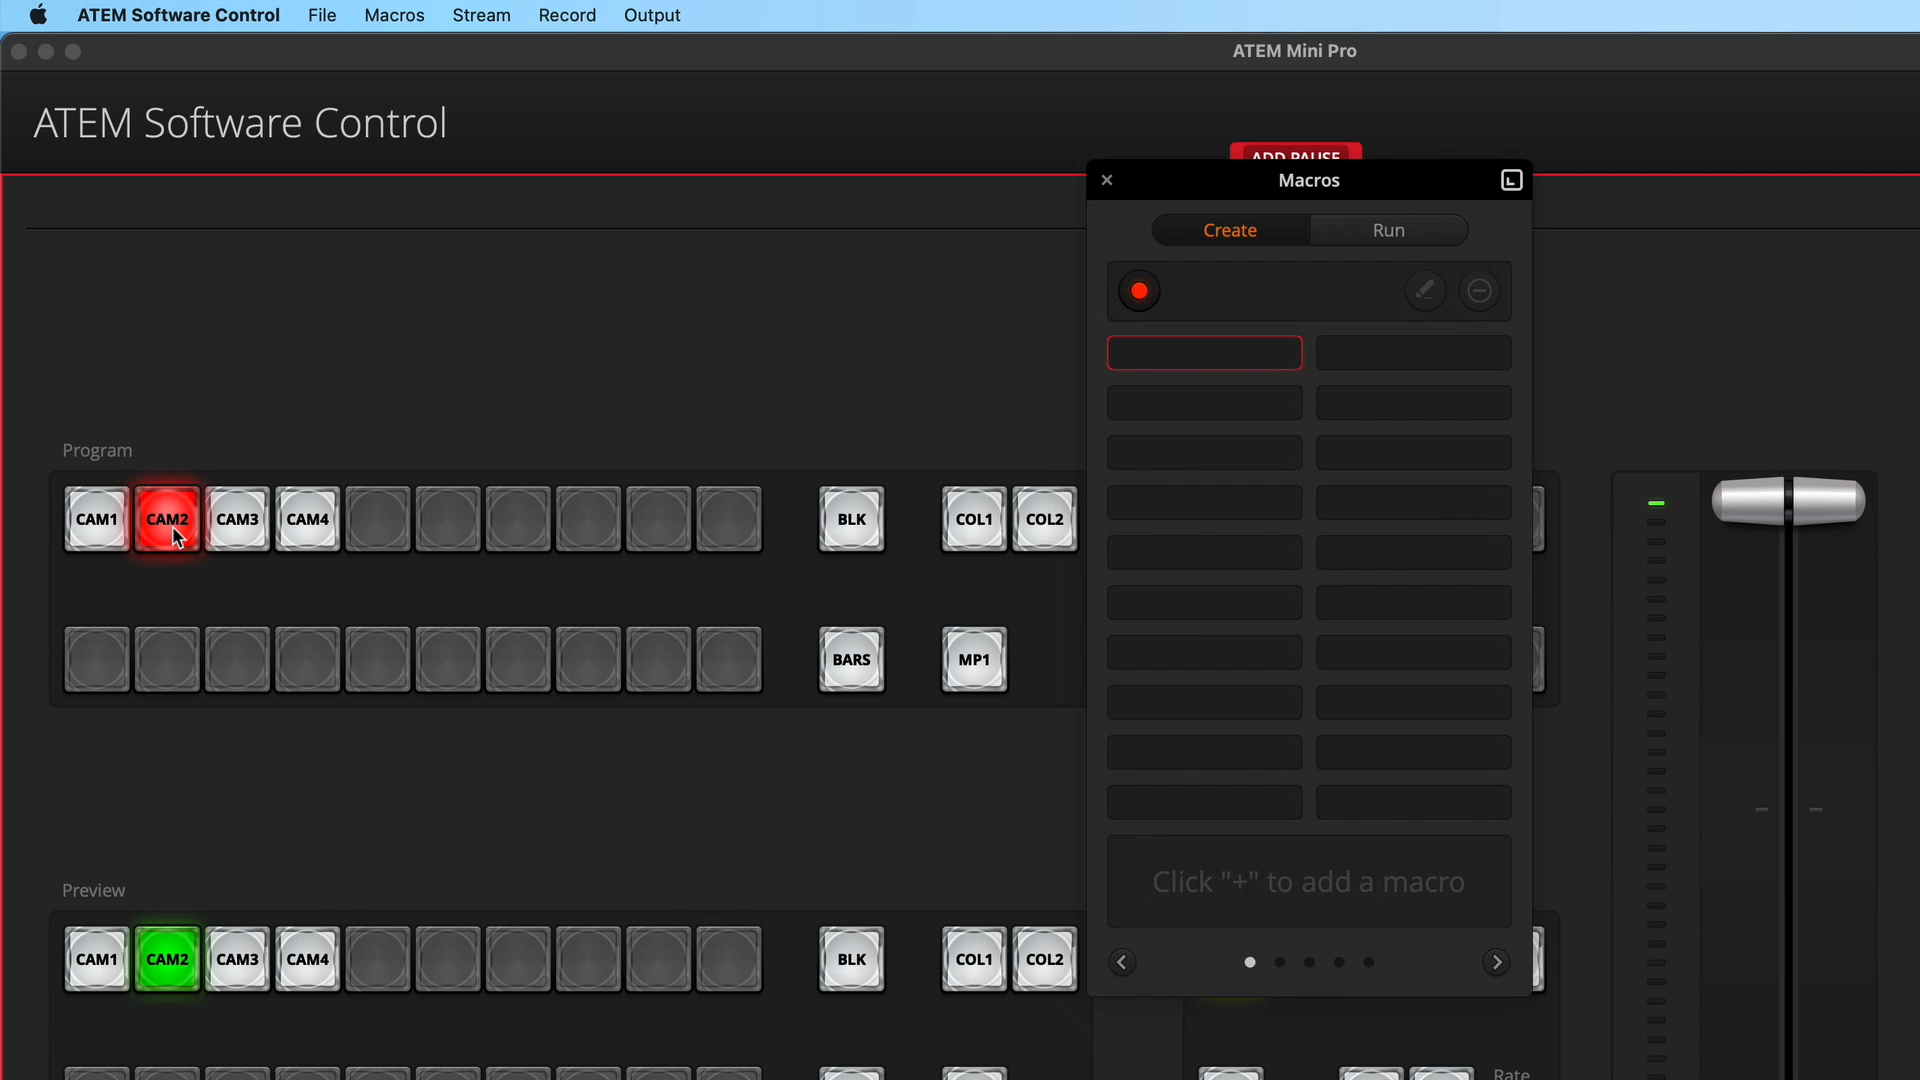 ATEM Software Control File Macros Stream Record Output
ATEM Mini Pro
ATEM Software Control
ADD PAUSE
Macros
Create Run
Program
CAM1 CAM2 CAM3 CAM4 BLK COL1 COL2
BARS MP1
Click "+" to add a macro
Preview
CAM1 CAM2 CAM3 CAM4 BLK COL1 COL2
Rate